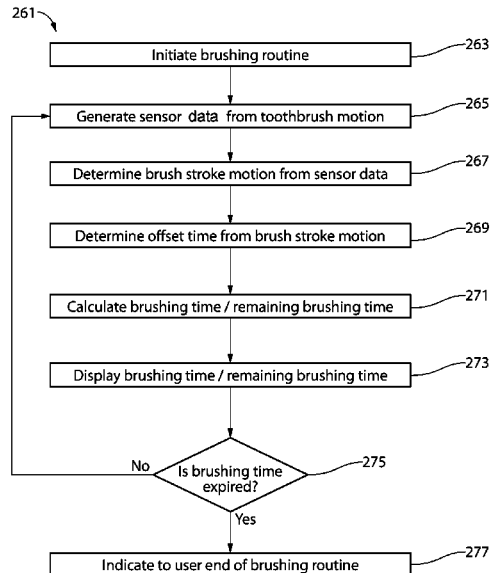 261
Initiate brushing routine
263
Generate sensor data from toothbrush motion
265
Determine brush stroke motion from sensor data
267
Determine offset time from brush stroke motion
269
Calculate brushing time / remaining brushing time
271
Display brushing time / remaining brushing time
273
No
Is brushing time
expired?
275
Yes
Indicate to user end of brushing routine
277